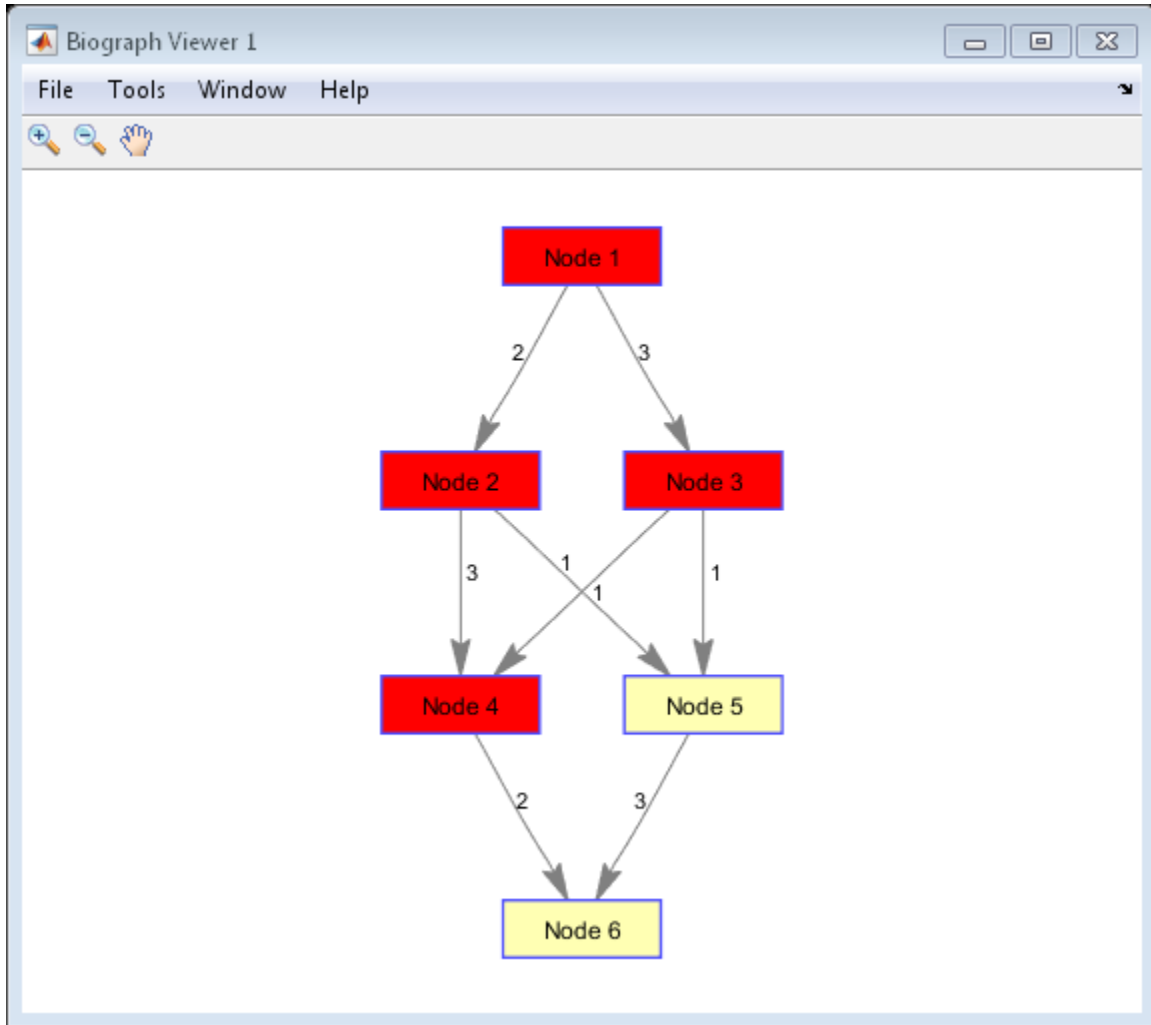 Biograph Viewer 1
File Tools Window Help
Node 1
2 3
Node 2 Node 3
1
3 1
1
Node 4 Node 5
2 3
Node 6